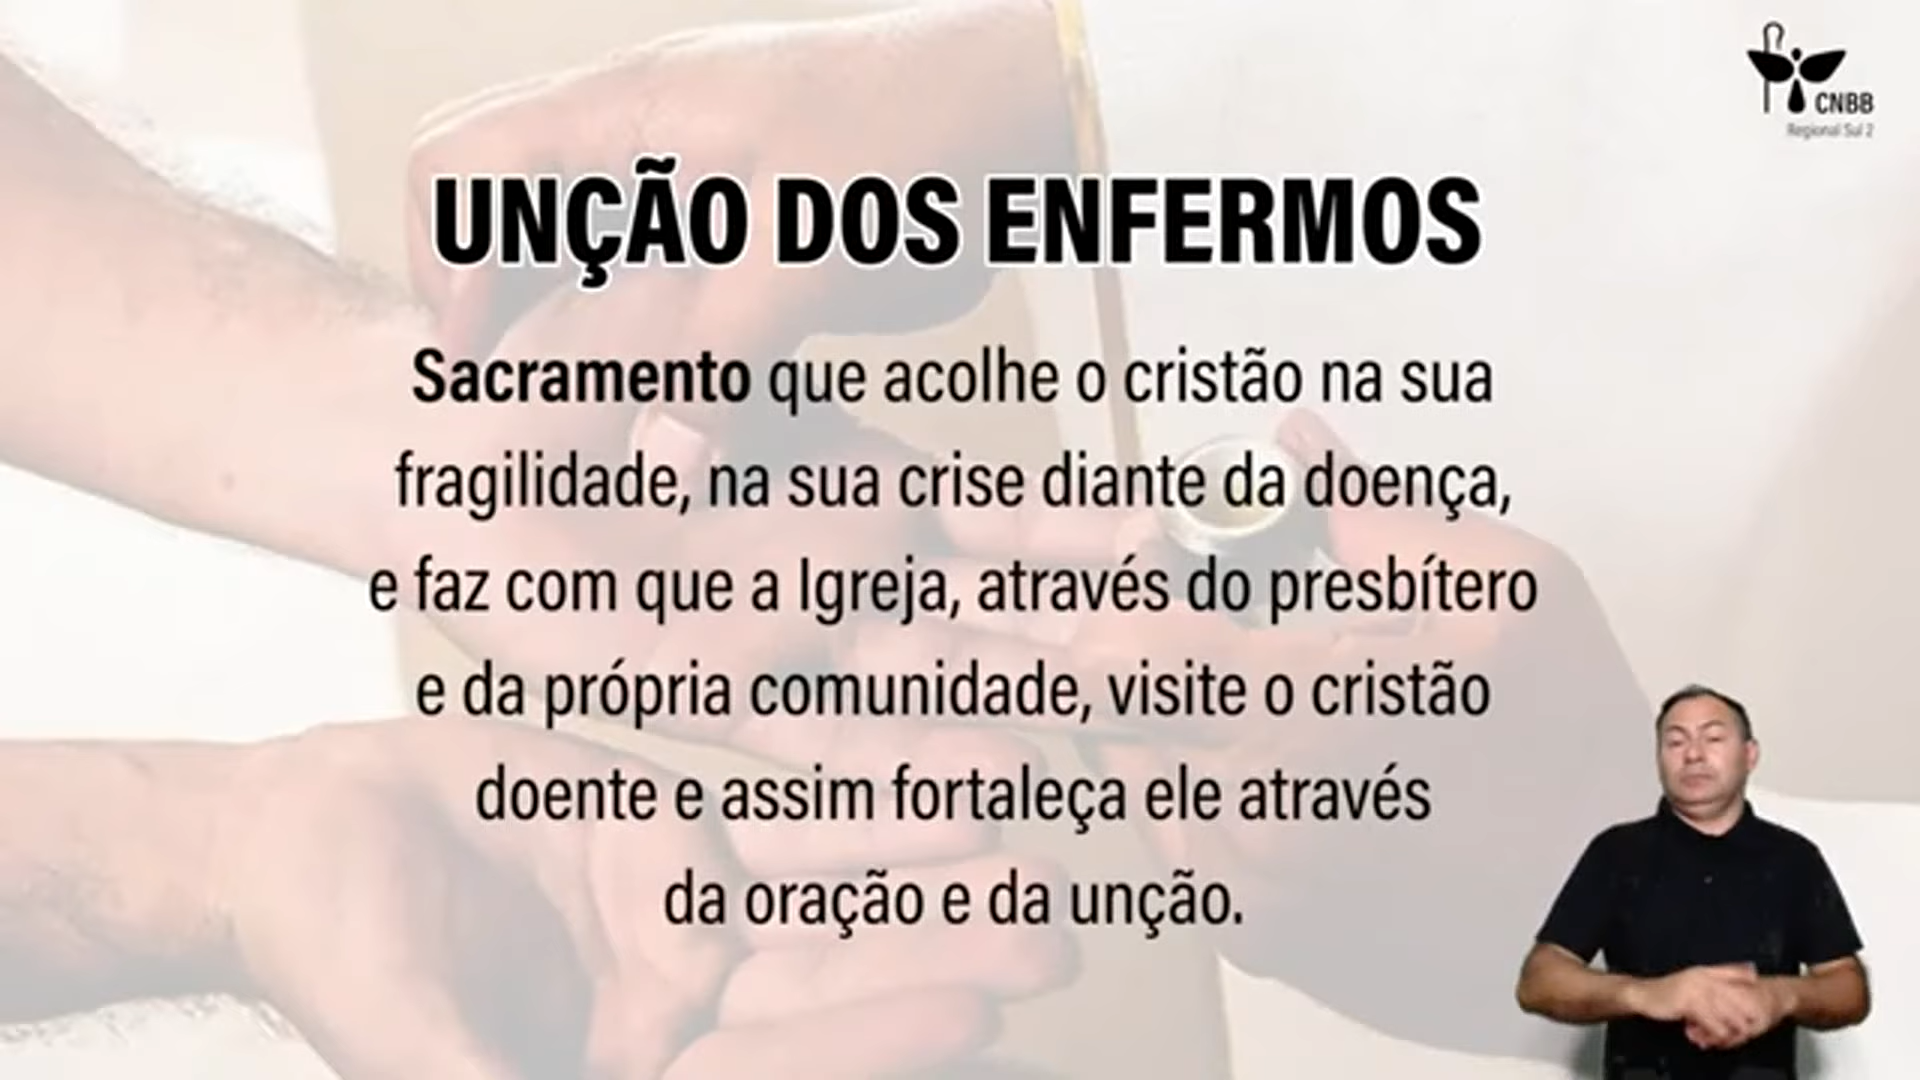 CNBB
Regional Sul 2
UNÇÃO DOS ENFERMOS
Sacramento que acolhe o cristão na sua
fragilidade, na sua crise diante da doença,
e faz com que a Igreja, através do presbítero
e da própria comunidade, visite o cristão
doente e assim fortaleça ele através
da oração e da unção.